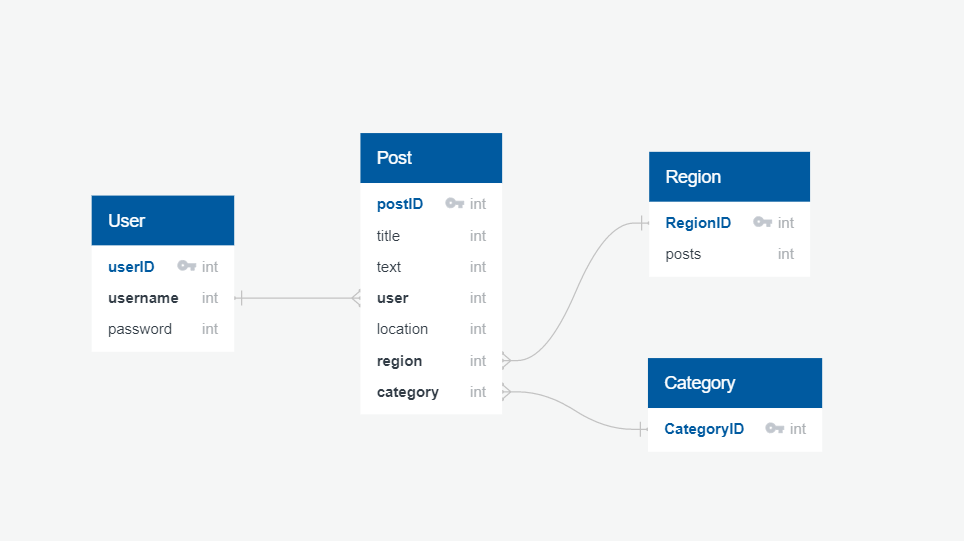 User
userID int
username int
password int
Post
postID int
title int
text int
user int
location int
region int
category int
Region
RegionID int
posts int
Category
CategoryID int